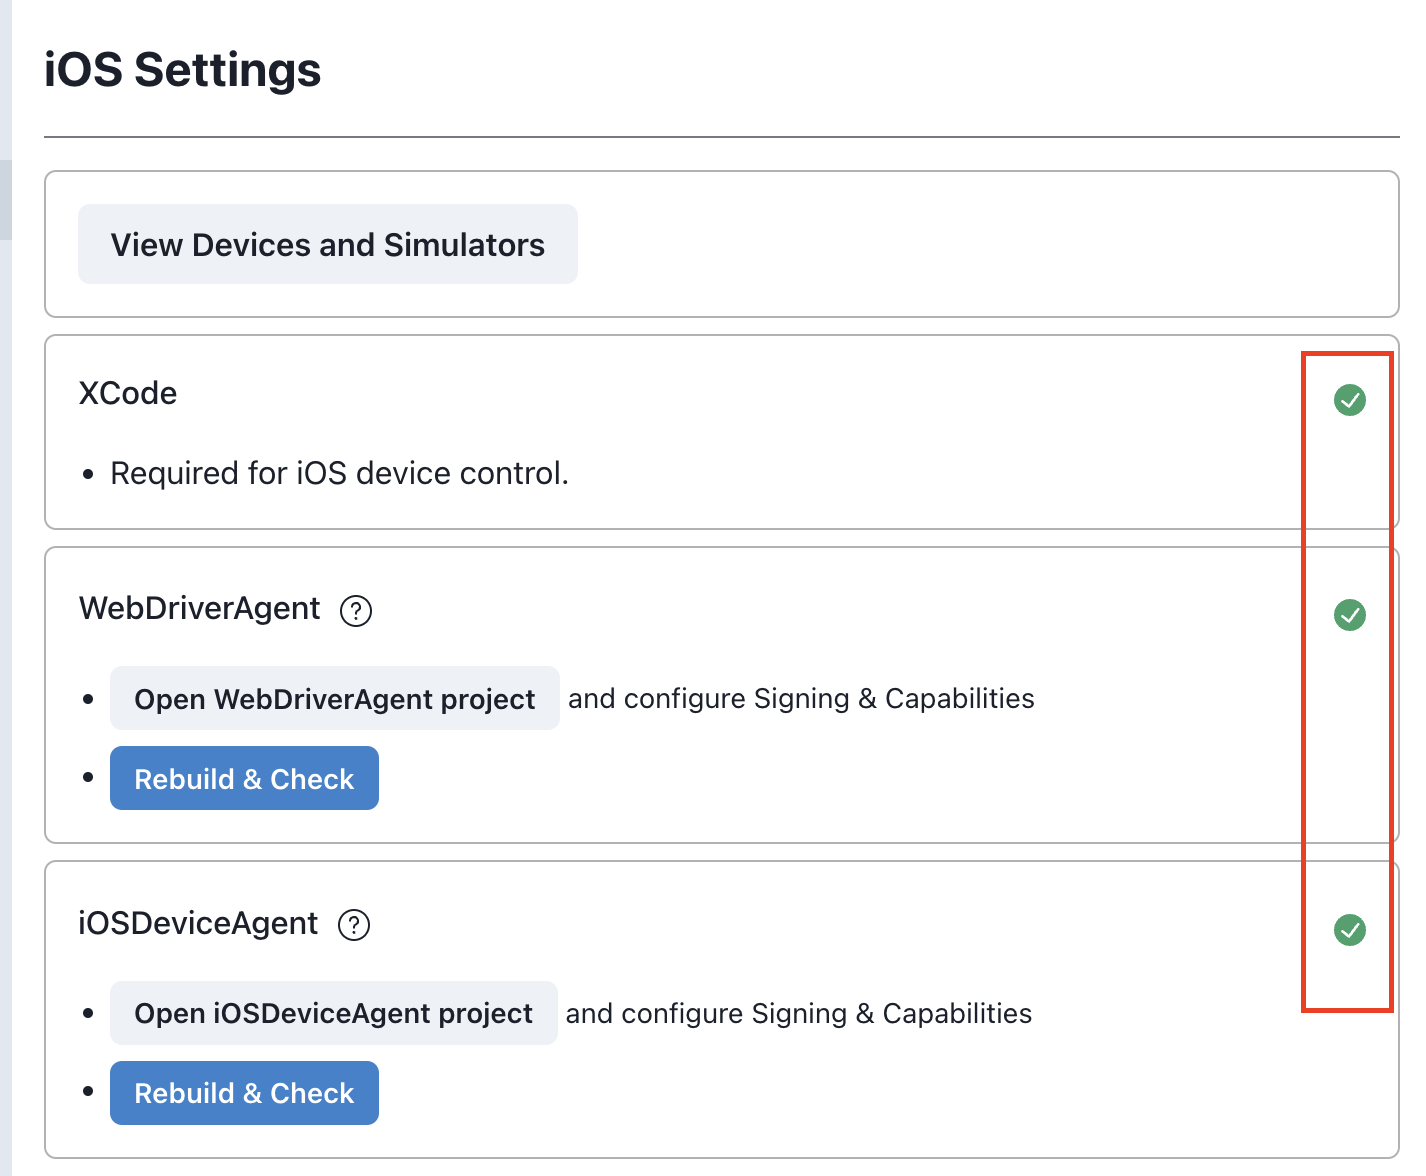 iOS Settings
View Devices and Simulators
XCode
• Required for iOS device control.
WebDriverAgent ?
• Open WebDriverAgent project and configure Signing & Capabilities
• Rebuild & Check
iOSDeviceAgent ?
• Open iOSDeviceAgent project and configure Signing & Capabilities
• Rebuild & Check